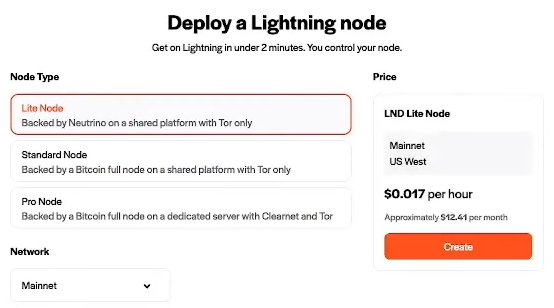 Deploy a Lightning node
Get on Lightning in under 2 minutes. You control your node.
Node Type
Lite Node
Backed by Neutrino on a shared platform with Tor only
Standard Node
Backed by a Bitcoin full node on a shared platform with Tor only
Pro Node
Backed by a Bitcoin full node on a dedicated server with Clearnet and Tor
Network
Mainnet
Price
LND Lite Node
Mainnet
US West
$0.017 per hour
Approximately $12.41 per month
Create